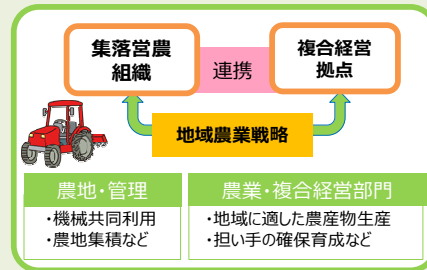 集落営農
組織
連携
複合経営
拠点
地域農業戦略
農地・管理
・機械共同利用
・農地集積など
農業・複合経営部門
・地域に適した農産物生産
・担い手の確保育成など